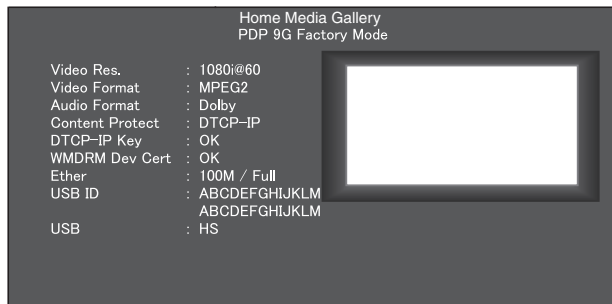 Home Media Gallery
PDP 9G Factory Mode
Video Res. : 1080i@60
Video Format : MPEG2
Audio Format : Dolby
Content Protect : DTCP-IP
DTCP-IP Key : OK
WMDRM Dev Cert : OK
Ether : 100M / Full
USB ID : ABCDEFGHIJKLM
ABCDEFGHIJKLM
USB : HS